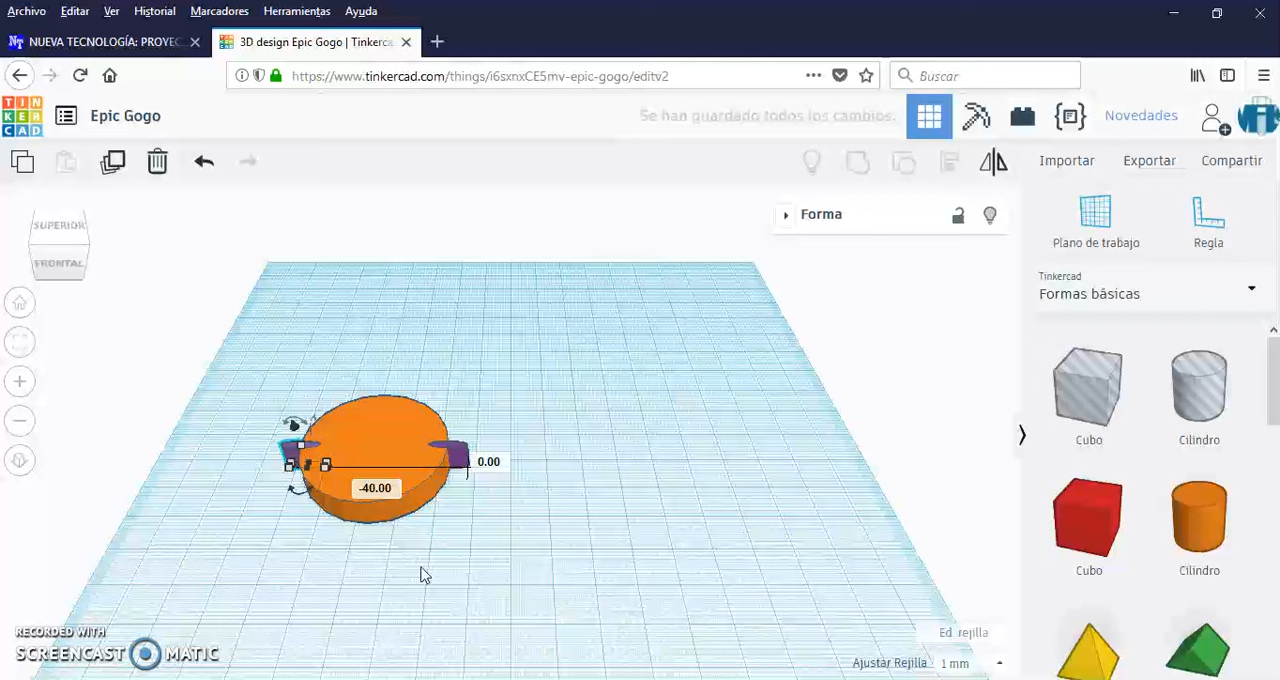 Archivo Editar Ver Historial Marcadores Herramientas Ayuda
NUEVA TECNOLOGÍA: PROYEC
3D design Epic Gogo | Tinkerca
https://www.tinkercad.com/things/i6sxnxCE5mv-epic-gogo/editv2
Buscar
TIN
KER
CAD
Epic Gogo
Se han guardado todos los cambios.
Novedades
Importar Exportar Compartir
SUPERIOR
FRONTAL
Forma
Plano de trabajo
Regla
Tinkercad
Formas básicas
Cubo
Cilindro
Cubo
Cilindro
0.00
-40.00
Ed. rejilla
Ajustar Rejilla 1 mm
RECORDED WITH
SCREENCAST MATIC